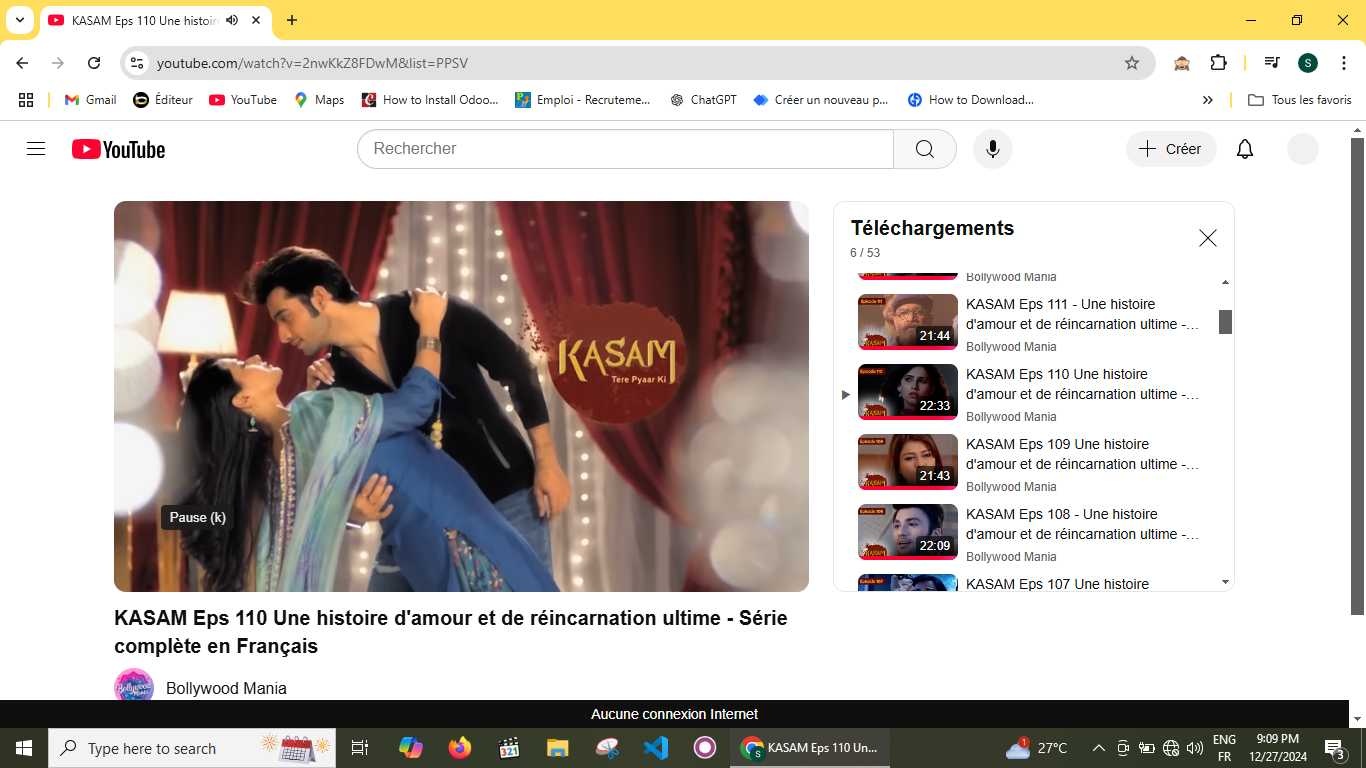 KASAM Eps 110 Une histoir
youtube.com/watch?v=2nwKkZ8FDwM&list=PPSV
S
Gmail
Éditeur
YouTube
Maps
How to Install Odoo...
Emploi - Recruteme...
ChatGPT
Créer un nouveau p...
How to Download...
Tous les favoris
YouTube
Rechercher
Créer
KASAM
Tere Pyaar Ki
Pause (k)
Téléchargements
6 / 53
Bollywood Mania
21:44
KASAM Eps 111 - Une histoire
d'amour et de réincarnation ultime -...
Bollywood Mania
22:33
KASAM Eps 110 Une histoire
d'amour et de réincarnation ultime -...
Bollywood Mania
21:43
KASAM Eps 109 Une histoire
d'amour et de réincarnation ultime -...
Bollywood Mania
22:09
KASAM Eps 108 - Une histoire
d'amour et de réincarnation ultime -...
Bollywood Mania
KASAM Eps 107 Une histoire
KASAM Eps 110 Une histoire d'amour et de réincarnation ultime - Série
complète en Français
Bollywood Mania
Aucune connexion Internet
Type here to search
321
KASAM Eps 110 Un...
1
27°C
ENG
FR
9:09 PM
12/27/2024
3